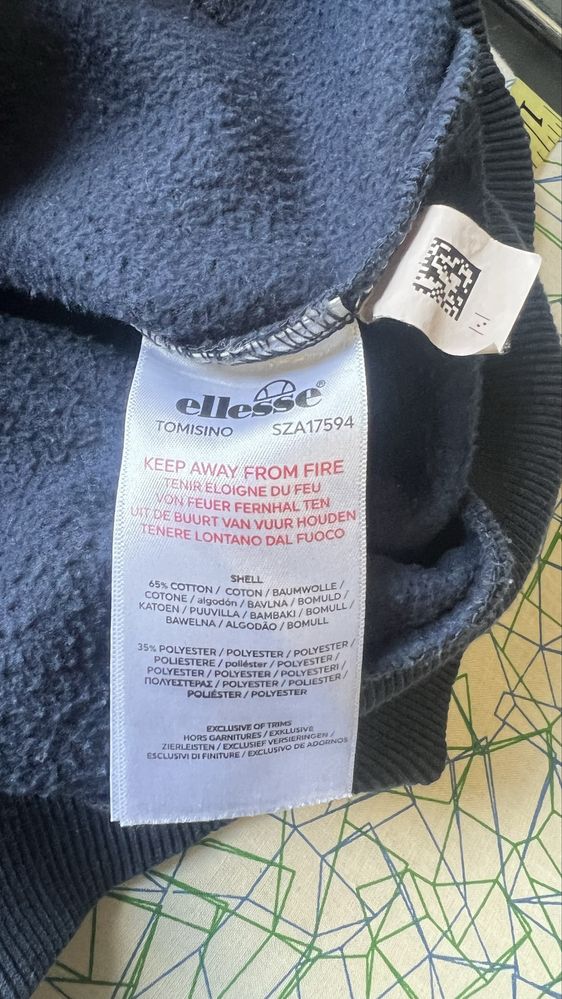 1
ellesse®
TOMISINO SZA17594
KEEP AWAY FROM FIRE
TENIR ELOIGNE DU FEU
VON FEUER FERNHAL TEN
UIT DE BUURT VAN VUUR HOUDEN
TENERE LONTANO DAL FUOCO
SHELL
65% COTTON / COTON / BAUMWOLLE /
COTONE / algodón / BAVLNA / BOMULD /
KATOEN / PUUVILLA / BAMBAKI / BOMULL /
BAWELNA / ALGODÃO / BOMULL
35% POLYESTER / POLYESTER / POLYESTER /
POLIESTERE / poliéster / POLYESTER /
POLYESTER / POLYESTER / POLYESTERI /
ΠΟΛΥΕΣΤΕΡΑΣ / POLYESTER / POLIESTER /
POLIÉSTER / POLYESTER
EXCLUSIVE OF TRIMS
HORS GARNITURES / EXKLUSIVE
ZIERLEISTEN / EXCLUSIEF VERSIERINGEN /
ESCLUSIVI DI FINITURE / EXCLUSIVO DE ADORNOS